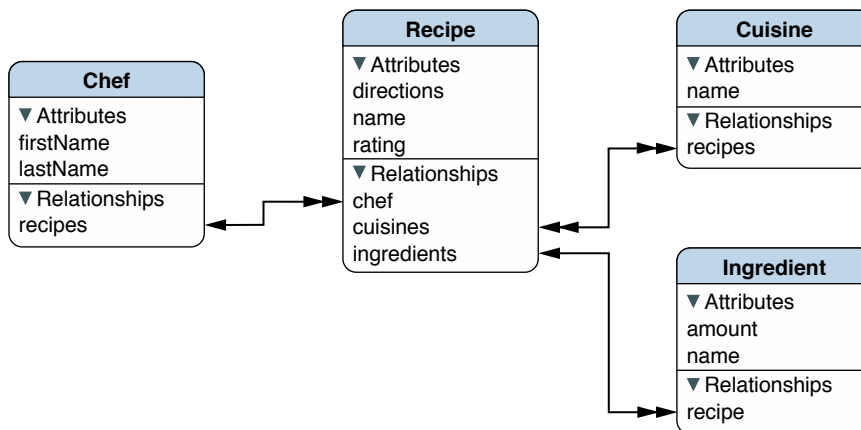 Chef
▼ Attributes
firstName
lastName
▼ Relationships
recipes
Recipe
▼ Attributes
directions
name
rating
▼ Relationships
chef
cuisines
ingredients
Cuisine
▼ Attributes
name
▼ Relationships
recipes
Ingredient
▼ Attributes
amount
name
▼ Relationships
recipe